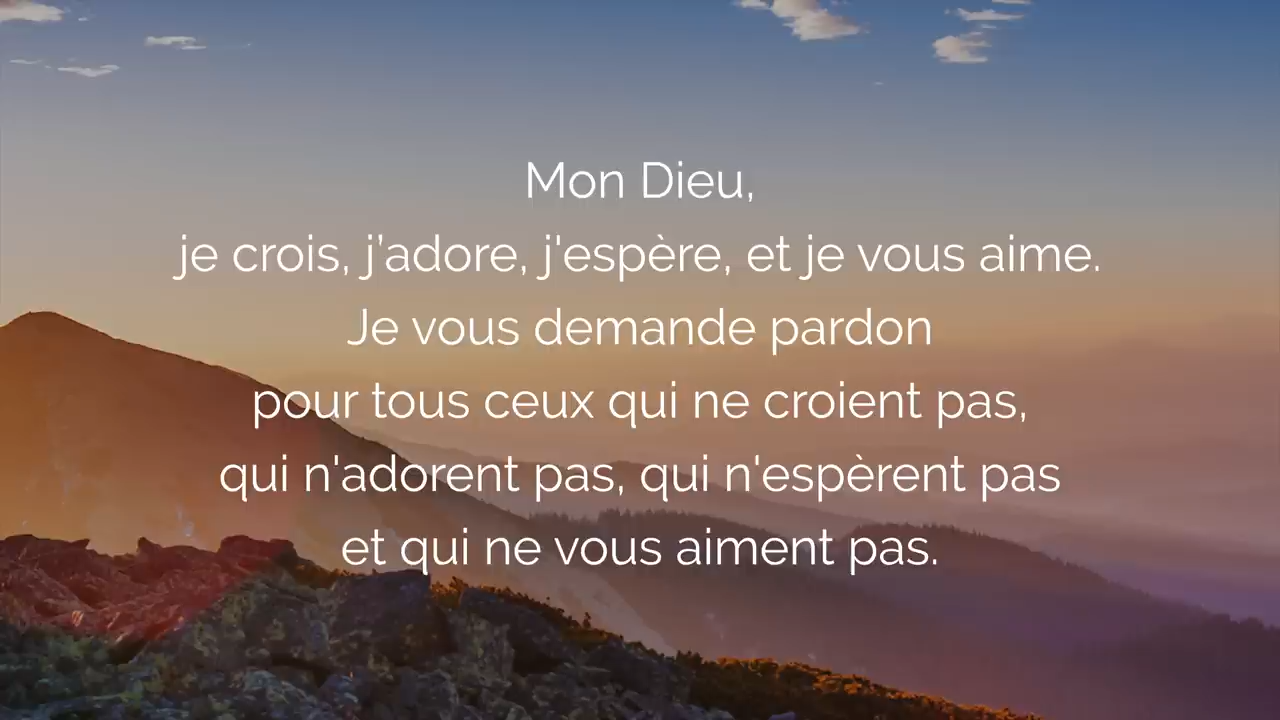 Mon Dieu,
je crois, j’adore, j'espère, et je vous aime.
Je vous demande pardon
pour tous ceux qui ne croient pas,
qui n'adorent pas, qui n'espèrent pas
et qui ne vous aiment pas.